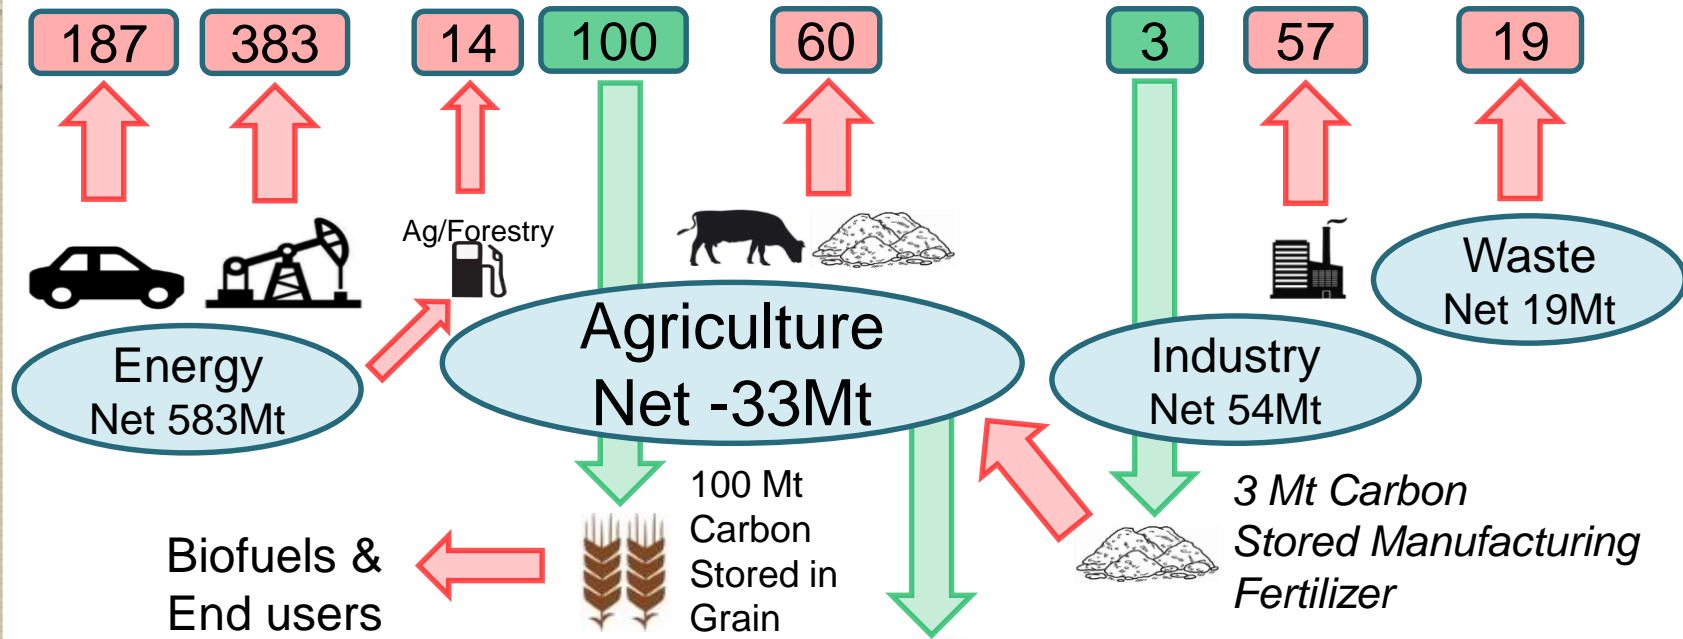 187
383
14
100
60
3
57
19
Ag/Forestry
Energy
Net 583Mt
Agriculture
Net -33Mt
Industry
Net 54Mt
Waste
Net 19Mt
Biofuels &
End users
100 Mt
Carbon
Stored in
Grain
3 Mt Carbon
Stored Manufacturing
Fertilizer